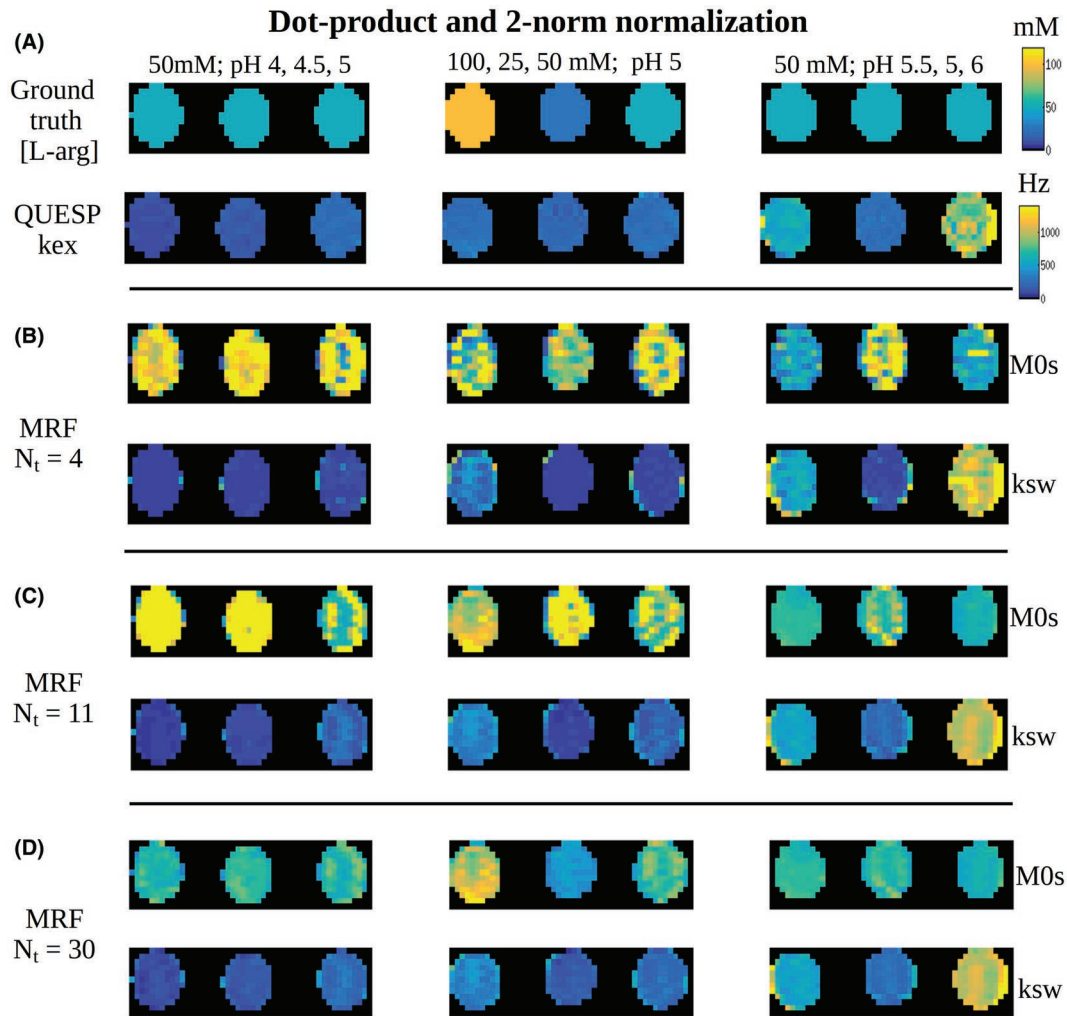 Dot-product and 2-norm normalization
(A)
50mM; pH 4, 4.5, 5
100, 25, 50 mM; pH 5
50 mM; pH 5.5, 5, 6
mM
100
50
0
Ground
truth
[L-arg]
QUESP
kex
Hz
1000
500
0
(B)
M0s
MRF
Nt = 4
ksw
(C)
M0s
MRF
Nt = 11
ksw
(D)
M0s
MRF
Nt = 30
ksw